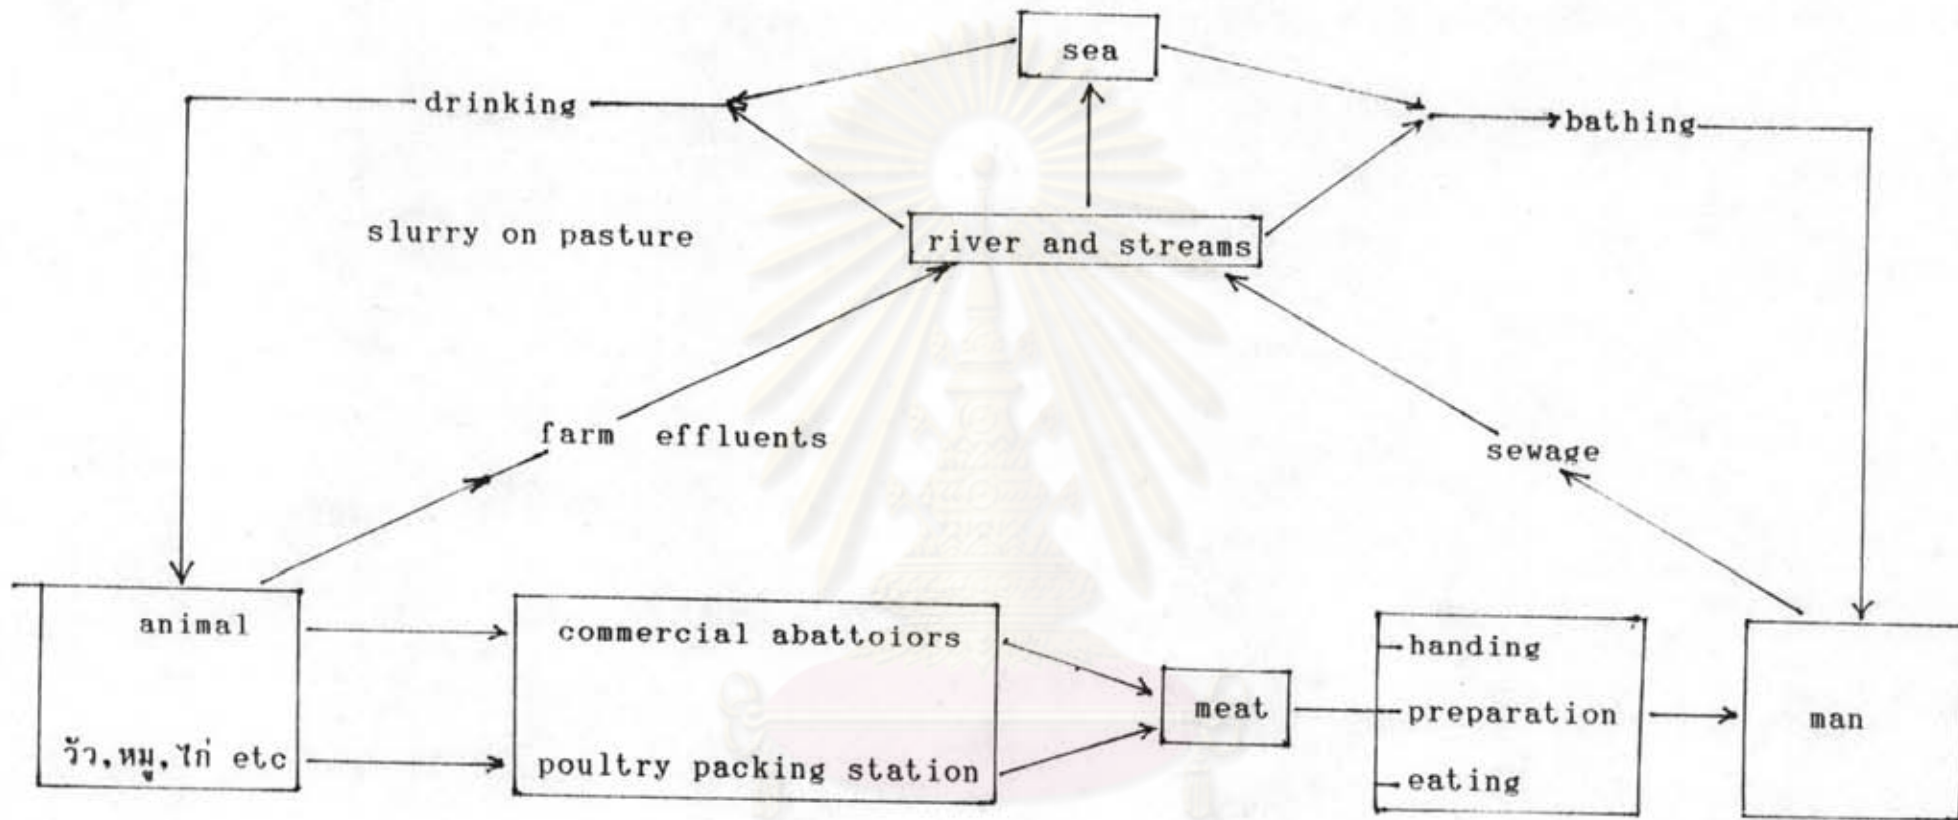 sea
drinking
bathing
slurry on pasture
river and streams
farm effluents
sewage
animal
วัว,หมู,ไก่ etc
commercial abattoiors
poultry packing station
meat
handing
preparation
eating
man